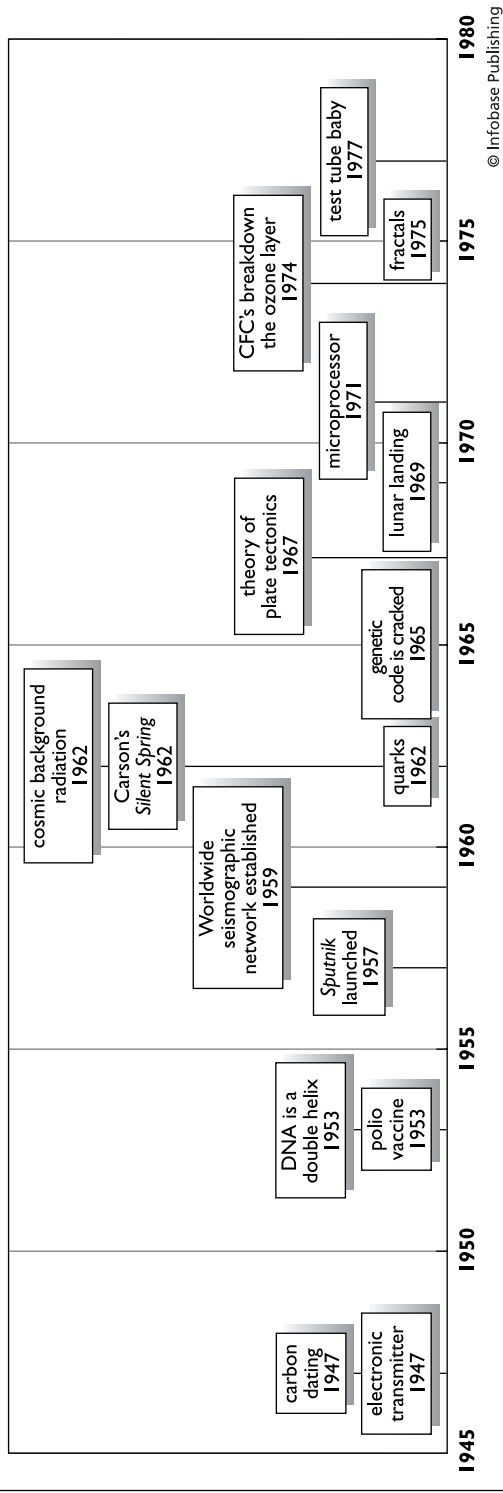 cosmic background
radiation
1962
Carson's
Silent Spring
1962
Worldwide
seismographic
network established
1959
CFC's breakdown
the ozone layer
1974
theory of
plate tectonics
1967
carbon
dating
1947
DNA is a
double helix
1953
Sputnik
launched
1957
microprocessor
1971
test tube baby
1977
electronic
transmitter
1947
polio
vaccine
1953
quarks
1962
genetic
code is cracked
1965
lunar landing
1969
fractals
1975
1945
1950
1955
1960
1965
1970
1975
1980
© Infobase Publishing